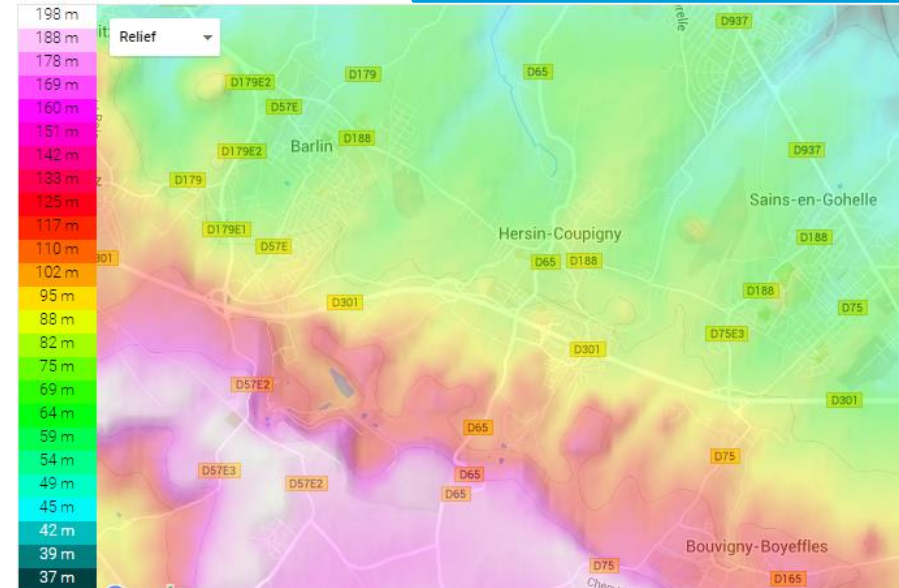 198 m
188 m
178 m
169 m
160 m
151 m
142 m
133 m
125 m
117 m
110 m
102 m
95 m
88 m
82 m
75 m
69 m
64 m
59 m
54 m
49 m
45 m
42 m
39 m
37 m
Relief
D937
D179
D65
D179E2
D57E
Barlin
D188
D179E2
D937
D179
Sains-en-Gohelle
D179E1
D57E
Hersin-Coupigny
D188
D65
D188
301
D188
D301
D75
D75E3
D301
D57E2
D301
D65
D75
D57E3
D65
D57E2
D65
Bouvigny-Boyeffles
D75
D165